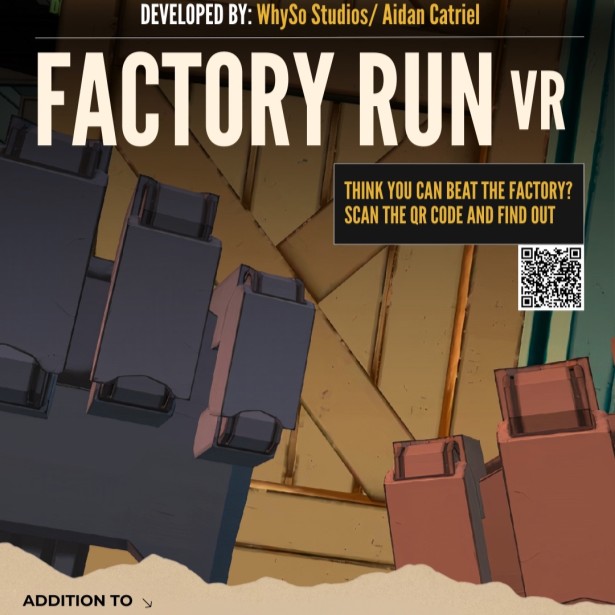 DEVELOPED BY: WhySo Studios/ Aidan Catriel
FACTORY RUN VR
THINK YOU CAN BEAT THE FACTORY?
SCAN THE QR CODE AND FIND OUT
ADDITION TO ↘